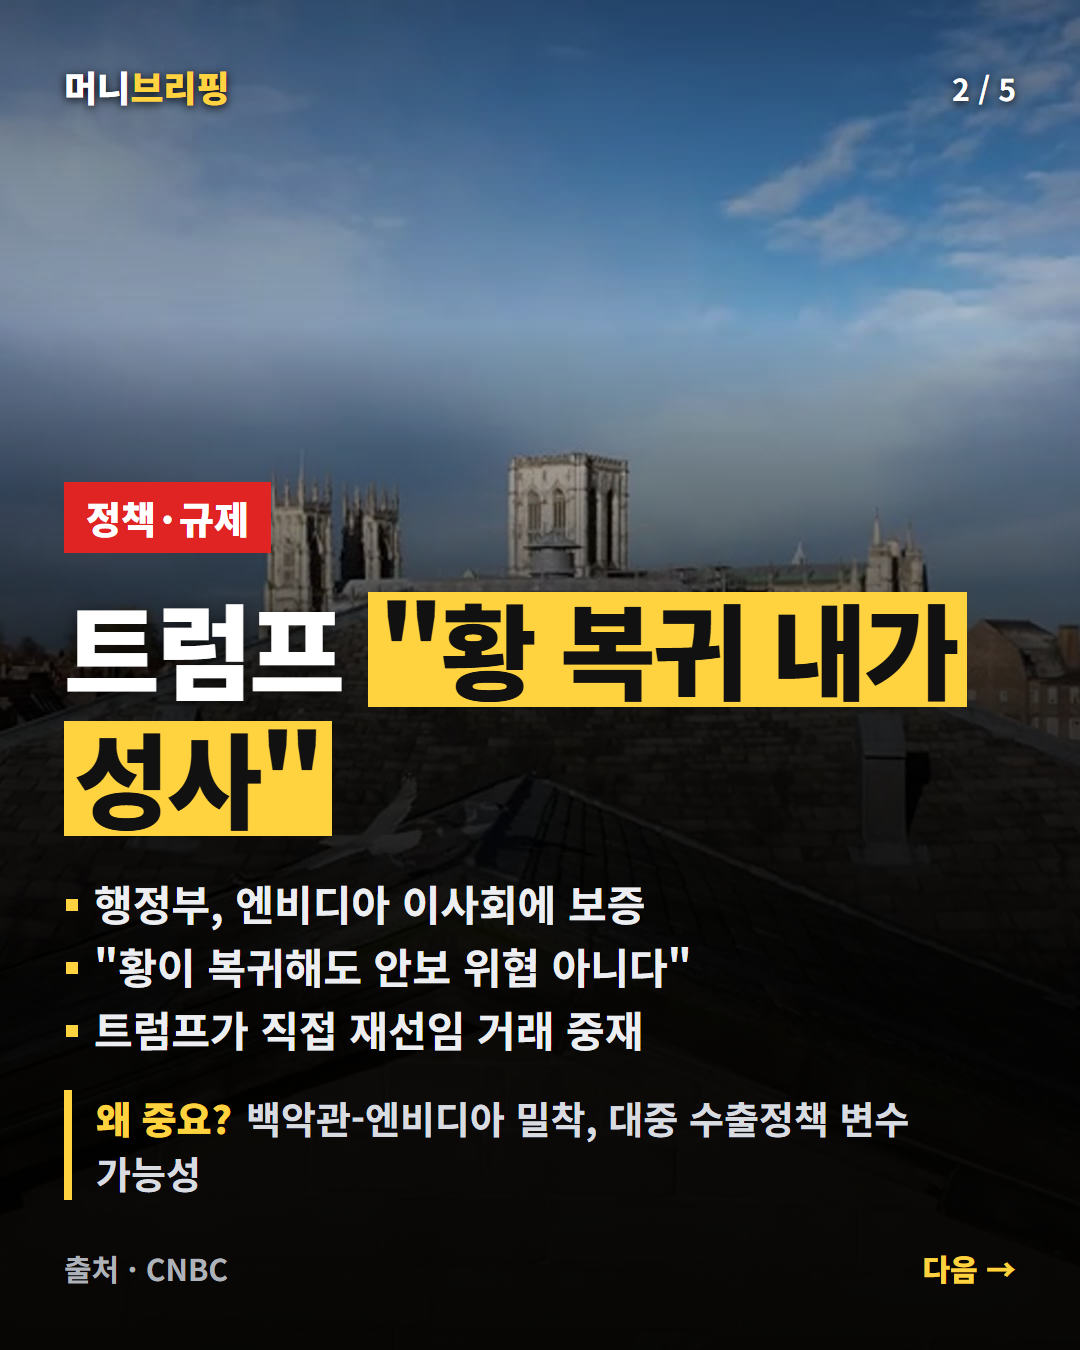 머니브리핑
2 / 5
정책·규제
트럼프 "황 복귀 내가
성사"
행정부, 엔비디아 이사회에 보증
"황이 복귀해도 안보 위협 아니다"
트럼프가 직접 재선임 거래 중재
왜 중요? 백악관-엔비디아 밀착, 대중 수출정책 변수
가능성
출처 · CNBC
다음 →